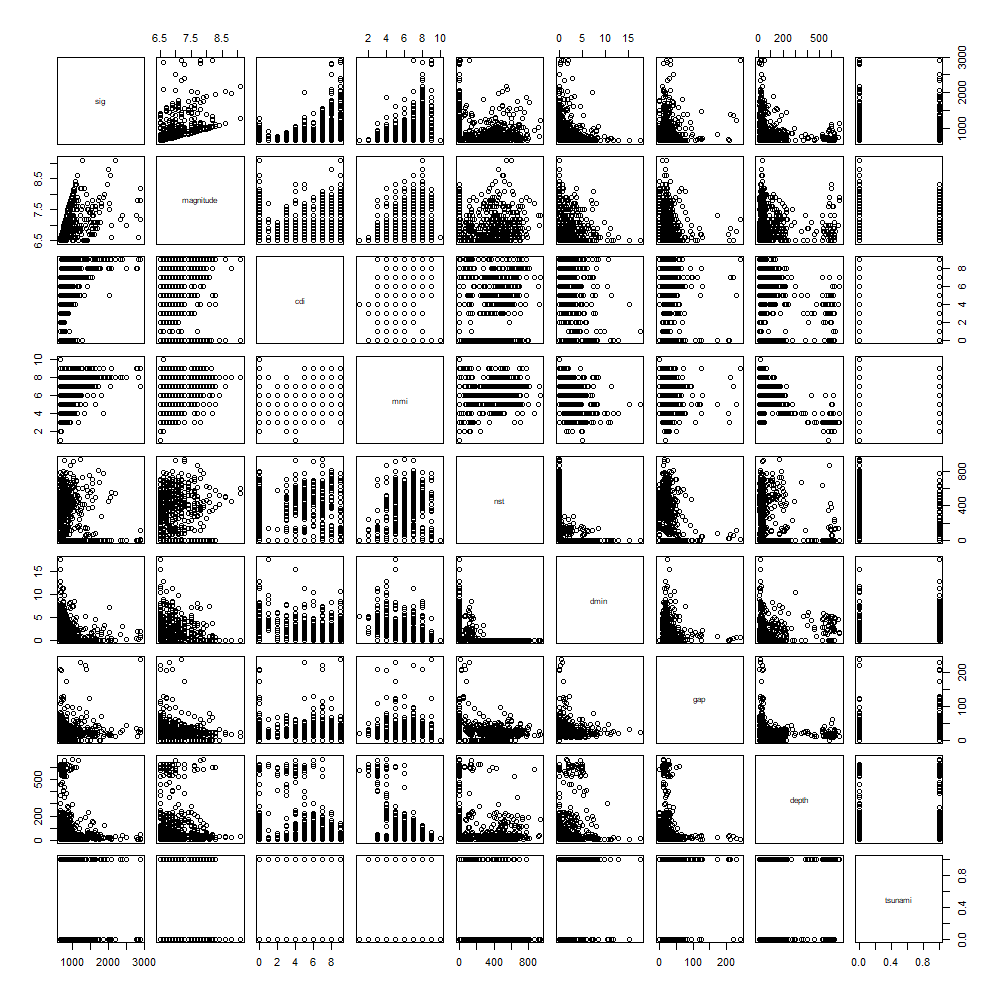 6.5 7.5 8.5 2 4 6 8 10 0 5 10 15 0 200 500
sig
1000 2000 3000
6.5 7.5 8.5
magnitude
cdi
0 2 4 6 8
2 4 6 8 10
mmi
nst
0 400 800
0 5 10 15
dmin
gap
0 100 200
0 200 500
depth
tsunami
0.0 0.4 0.8
1000 2000 3000 0 2 4 6 8 0 400 800 0 100 200 0.0 0.4 0.8